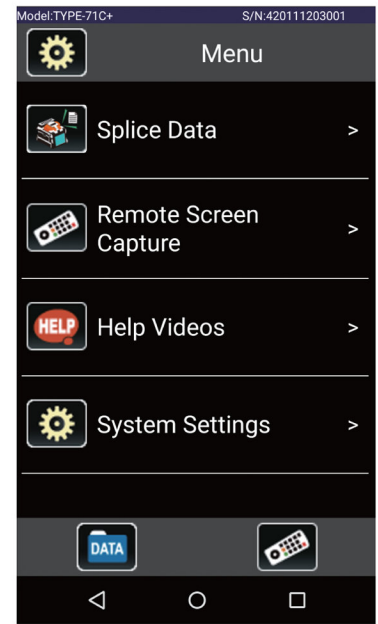 Model:TYPE-71C+ S/N:420111203001
Menu
Splice Data >
Remote Screen
Capture >
Help Videos >
HELP
System Settings >
DATA